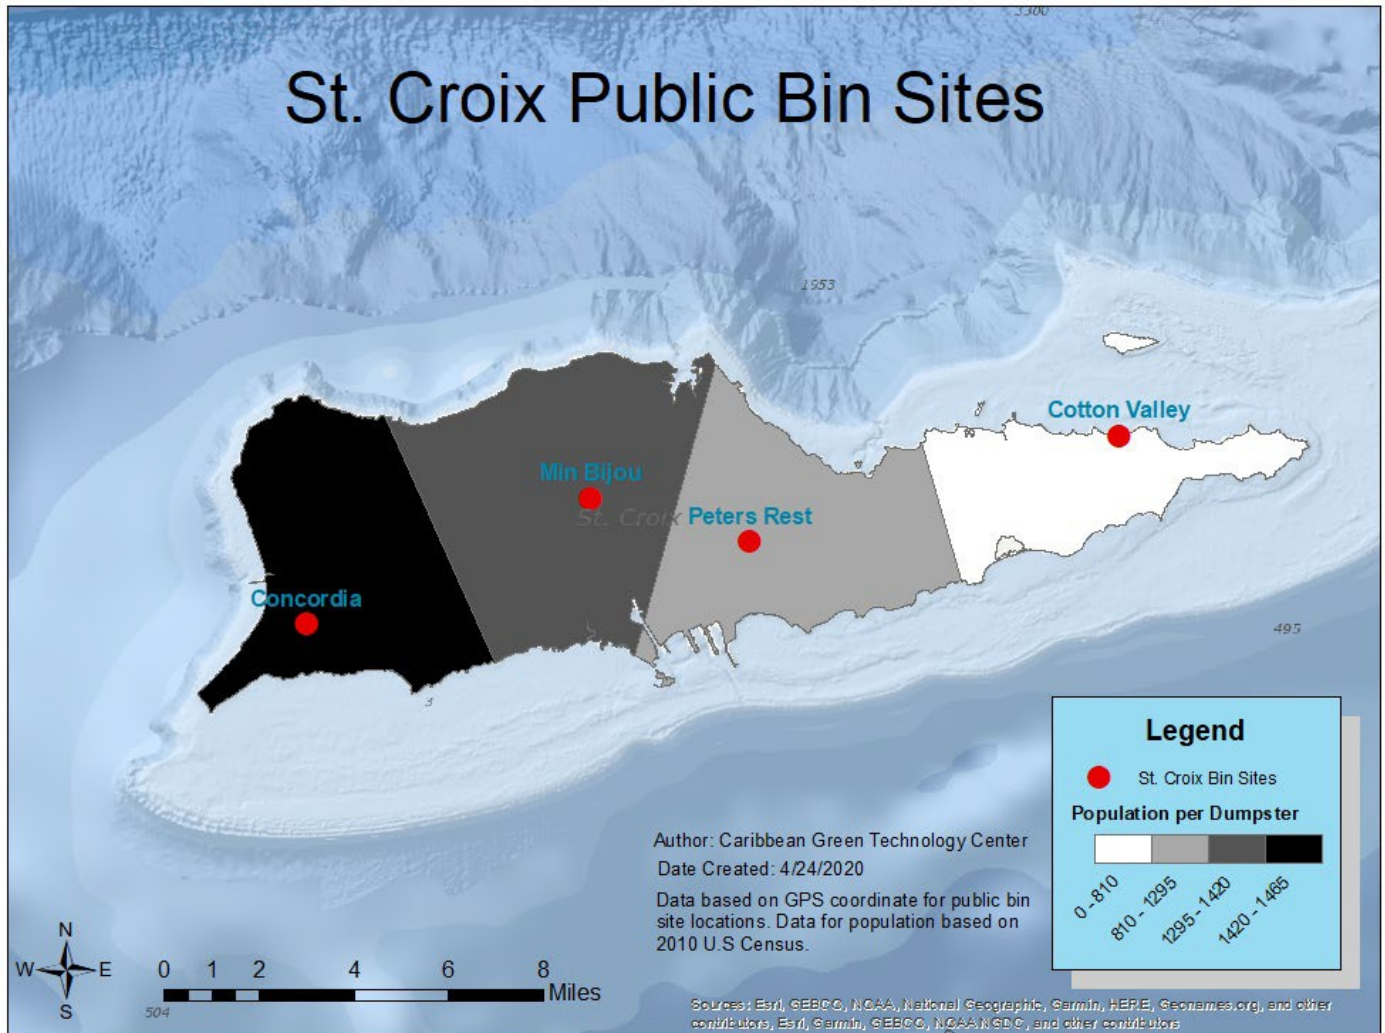 3300
St. Croix Public Bin Sites
1953
Cotton Valley
Min Bijou
St. Croix
Peters Rest
Concordia
495
3
Legend
St. Croix Bin Sites
Population per Dumpster
0 - 810
810 - 1295
1295 - 1420
1420 - 1465
Author: Caribbean Green Technology Center
Date Created: 4/24/2020
Data based on GPS coordinate for public bin
site locations. Data for population based on
2010 U.S Census.
N
W E
S
0 1 2 4 6 8
Miles
504
Sources: Esri, GEBCO, NOAA, National Geographic, Garmin, HERE, Geonames.org, and other
contributors, Esri, Garmin, GEBCO, NOAA NGDC, and other contributors